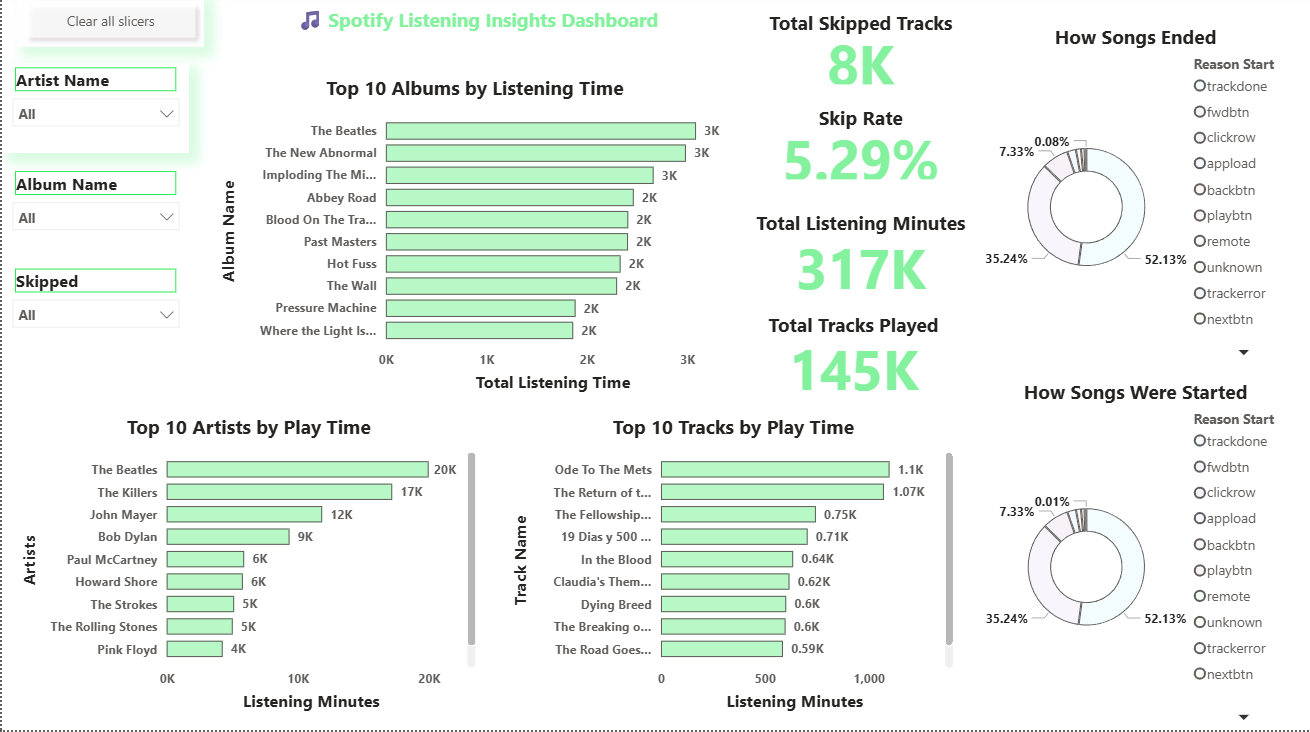 Clear all slicers
🎵 Spotify Listening Insights Dashboard
Artist Name
All
Album Name
All
Skipped
All
Top 10 Albums by Listening Time
Album Name
The Beatles 3K
The New Abnormal 3K
Imploding The Mi... 3K
Abbey Road 2K
Blood On The Tra... 2K
Past Masters 2K
Hot Fuss 2K
The Wall 2K
Pressure Machine 2K
Where the Light Is... 2K
0K 1K 2K 3K
Total Listening Time
Total Skipped Tracks
8K
Skip Rate
5.29%
Total Listening Minutes
317K
Total Tracks Played
145K
How Songs Ended
0.08%
7.33%
35.24%
52.13%
Reason Start
trackdone
fwdbtn
clickrow
appload
backbtn
playbtn
remote
unknown
trackerror
nextbtn
Top 10 Artists by Play Time
Artists
The Beatles 20K
The Killers 17K
John Mayer 12K
Bob Dylan 9K
Paul McCartney 6K
Howard Shore 6K
The Strokes 5K
The Rolling Stones 5K
Pink Floyd 4K
0K 10K 20K
Listening Minutes
Top 10 Tracks by Play Time
Track Name
Ode To The Mets 1.1K
The Return of t... 1.07K
The Fellowship... 0.75K
19 Dias y 500 ... 0.71K
In the Blood 0.64K
Claudia's Them... 0.62K
Dying Breed 0.6K
The Breaking o... 0.6K
The Road Goes... 0.59K
0 500 1,000
Listening Minutes
How Songs Were Started
0.01%
7.33%
35.24%
52.13%
Reason Start
trackdone
fwdbtn
clickrow
appload
backbtn
playbtn
remote
unknown
trackerror
nextbtn